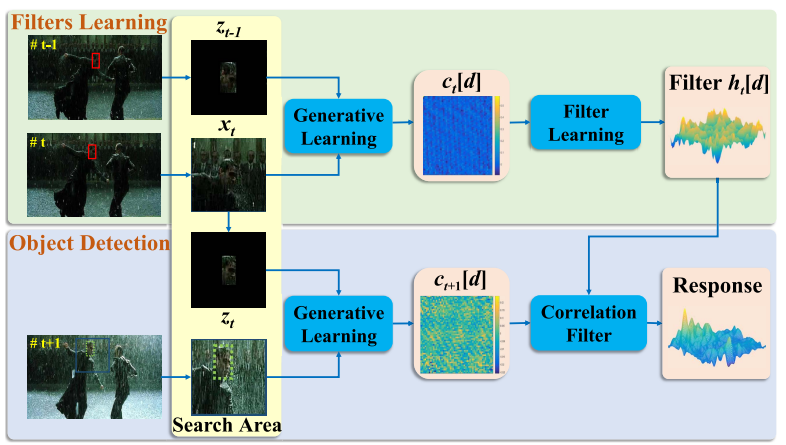 Filters Learning
# t-1
z_{t-1}
# t
x_t
Generative
Learning
c_t[d]
Filter
Learning
Filter h_t[d]
Object Detection
z_t
# t+1
Search Area
Generative
Learning
c_{t+1}[d]
Correlation
Filter
Response